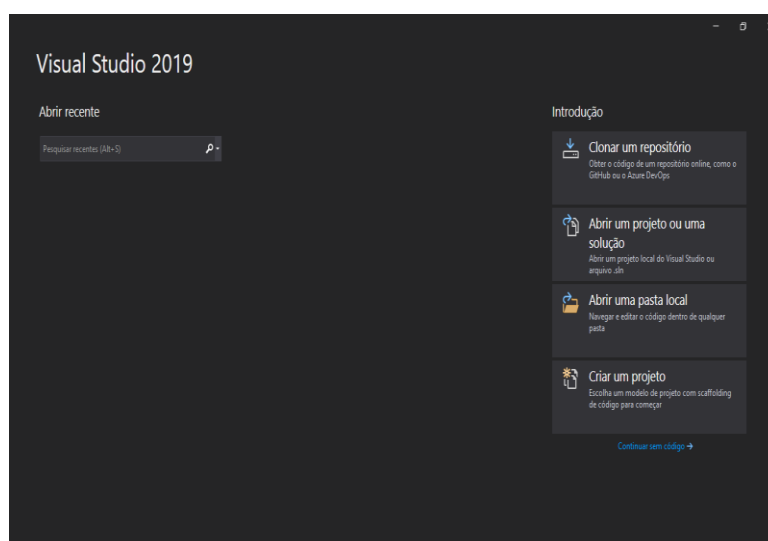 Visual Studio 2019
Abrir recente
Pesquisar recentes (Alt+S)
Introdução
Clonar um repositório
Obter o código de um repositório online, como o
GitHub ou o Azure DevOps
Abrir um projeto ou uma
solução
Abrir um projeto local do Visual Studio ou
arquivo .sln
Abrir uma pasta local
Navegar e editar o código dentro de qualquer
pasta
Criar um projeto
Escolha um modelo de projeto com scaffolding
de código para começar
Continuar sem código →